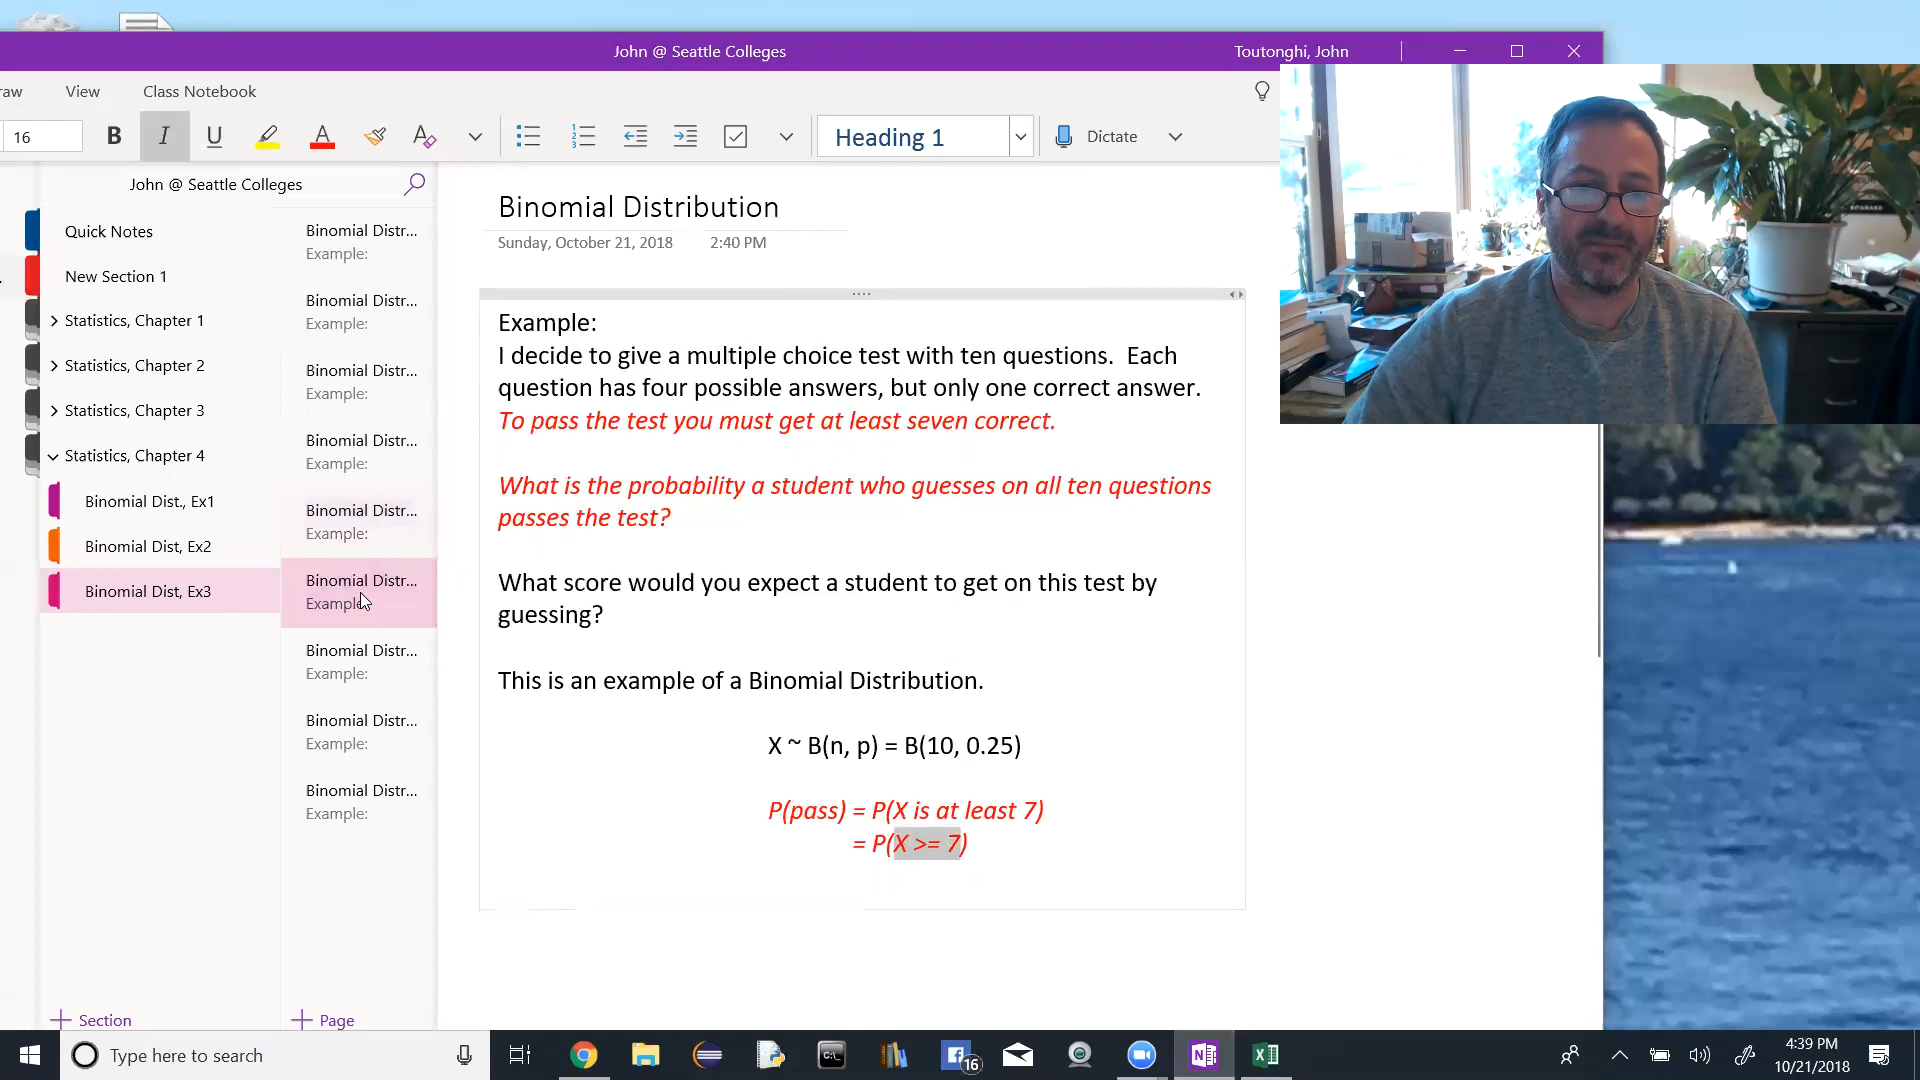 John @ Seattle Colleges
Toutonghi, John
raw
View
Class Notebook
16
B
I
U
A
A
Heading 1
Dictate
John @ Seattle Colleges
Quick Notes
New Section 1
Statistics, Chapter 1
Statistics, Chapter 2
Statistics, Chapter 3
Statistics, Chapter 4
Binomial Dist., Ex1
Binomial Dist, Ex2
Binomial Dist, Ex3
Section
Binomial Distr...
Example:
Binomial Distr...
Example:
Binomial Distr...
Example:
Binomial Distr...
Example:
Binomial Distr...
Example:
Binomial Distr...
Example:
Binomial Distr...
Example:
Binomial Distr...
Example:
Binomial Distr...
Example:
Page
Binomial Distribution
Sunday, October 21, 2018 2:40 PM
Example:
I decide to give a multiple choice test with ten questions. Each
question has four possible answers, but only one correct answer.
To pass the test you must get at least seven correct.
What is the probability a student who guesses on all ten questions
passes the test?
What score would you expect a student to get on this test by
guessing?
This is an example of a Binomial Distribution.
X ~ B(n, p) = B(10, 0.25)
P(pass) = P(X is at least 7)
= P(X >= 7)
Type here to search
16
4:39 PM
10/21/2018